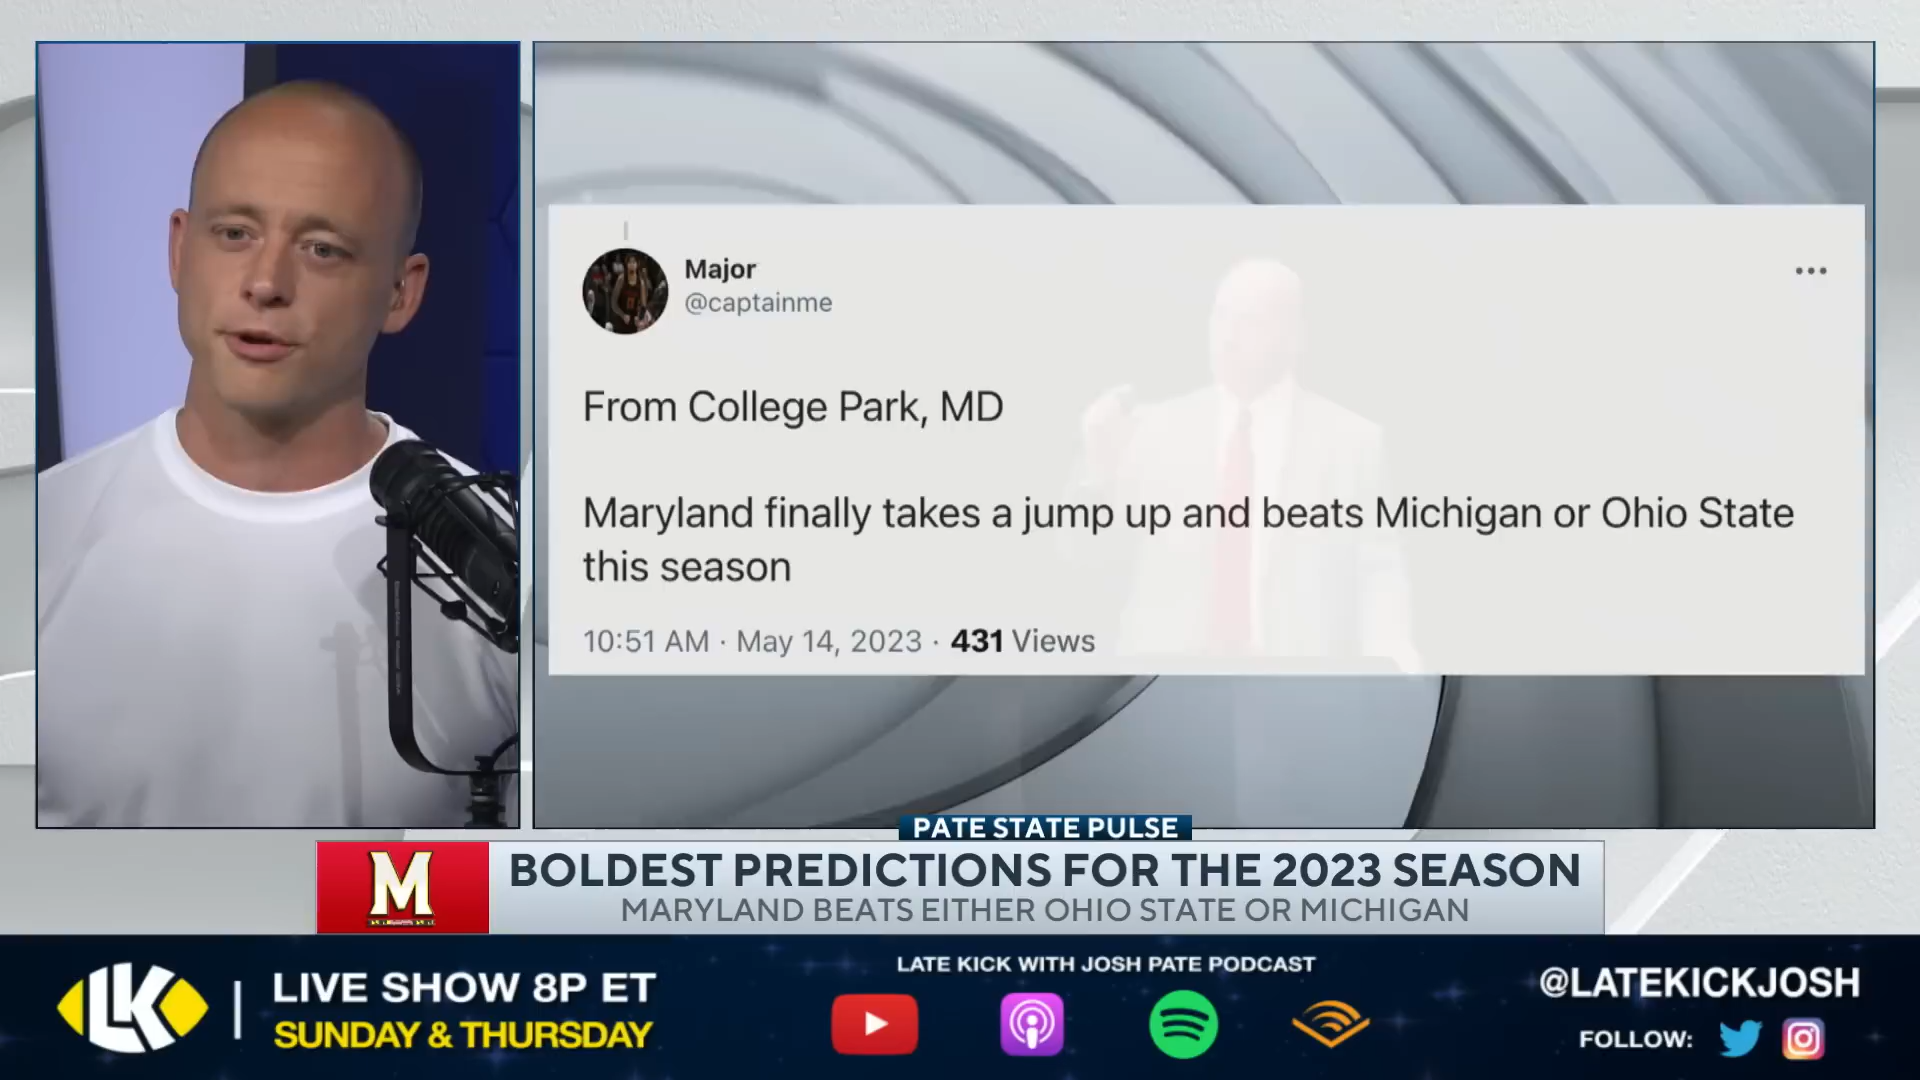 Major
@captainme
From College Park, MD
Maryland finally takes a jump up and beats Michigan or Ohio State
this season
10:51 AM · May 14, 2023 · 431 Views
PATE STATE PULSE
M
BOLDEST PREDICTIONS FOR THE 2023 SEASON
MARYLAND BEATS EITHER OHIO STATE OR MICHIGAN
LK
LIVE SHOW 8P ET
SUNDAY & THURSDAY
LATE KICK WITH JOSH PATE PODCAST
@LATEKICKJOSH
FOLLOW: